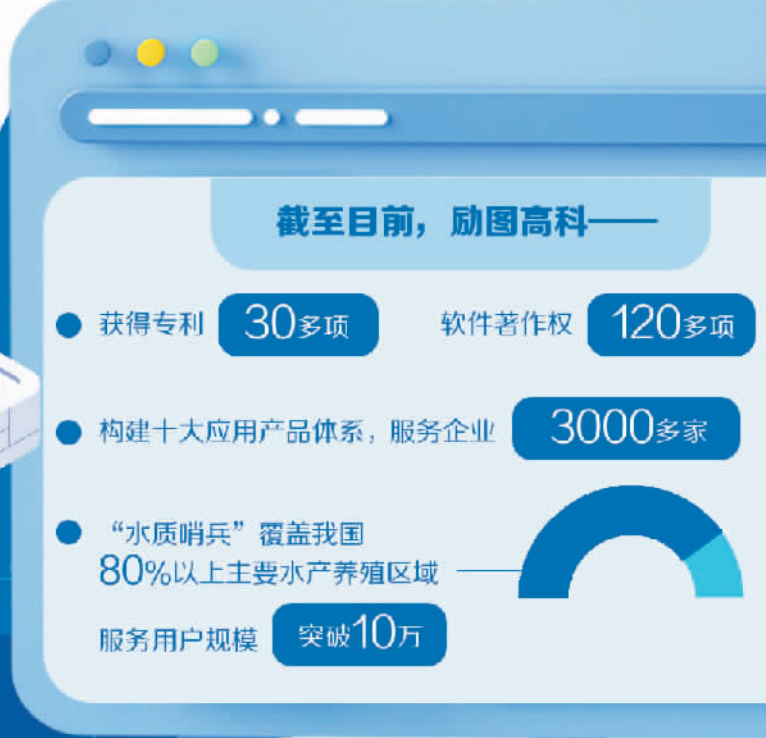 截至目前，励图高科——
获得专利 30多项 软件著作权 120多项
构建十大应用产品体系，服务企业 3000多家
“水质哨兵”覆盖我国
80%以上主要水产养殖区域
服务用户规模 突破10万